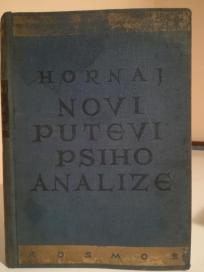 HORNAJ
NOVI
PUTEVI
PSIHO
ANALIZE
KOSMOS